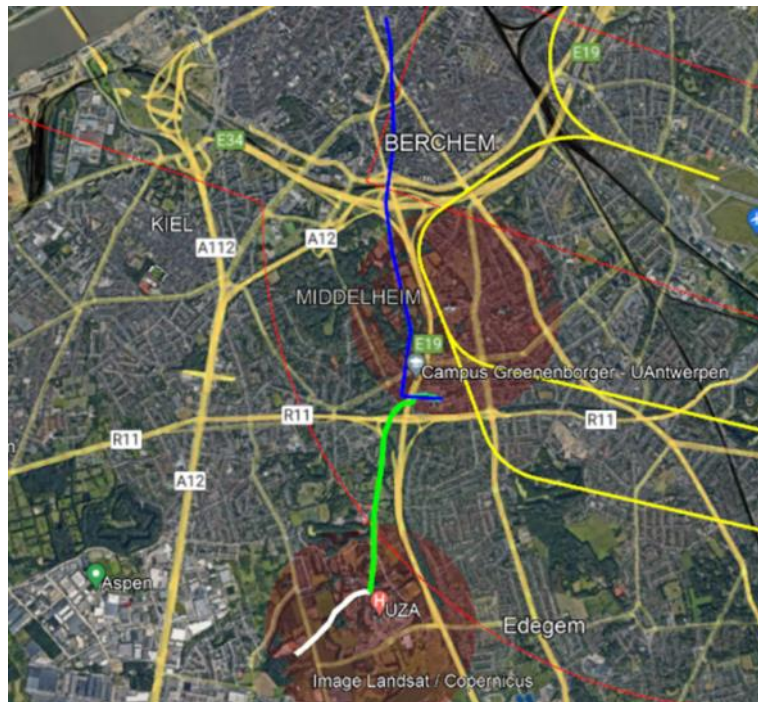 E19
E34
BERCHEM
KIEL
A112
A12
MIDDELHEIM
E19
Campus Groenenborger - UAntwerpen
R11
R11
R11
A12
Aspen
UZA
H
Edegem
Image Landsat / Copernicus